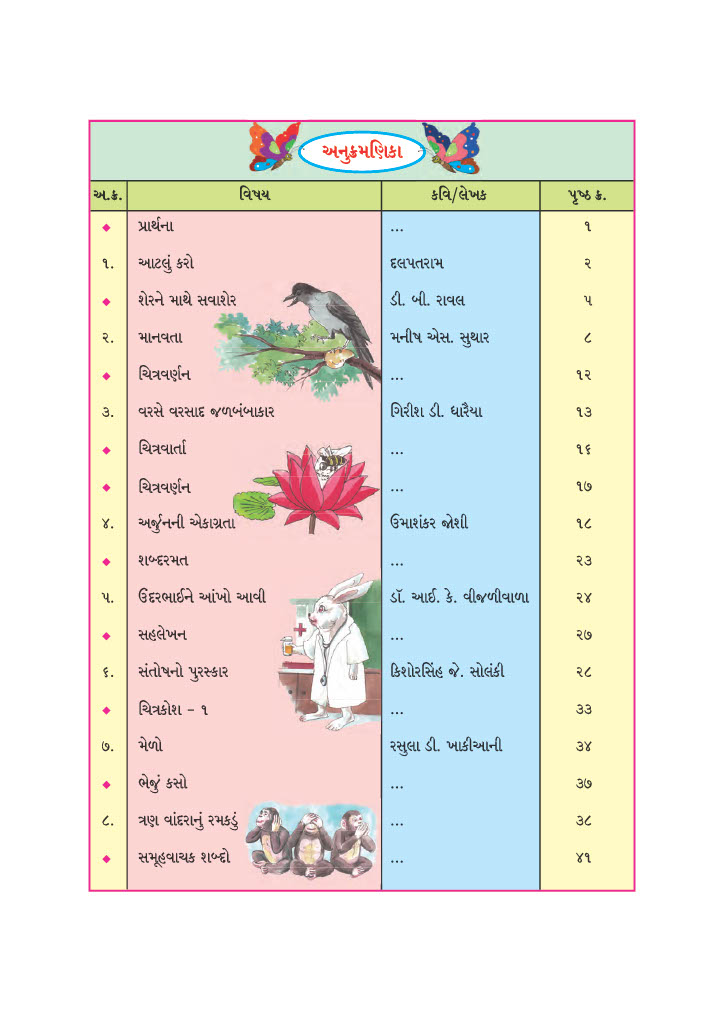 અનુક્રમણિકા
અ.ક્ર. વિષય કવિ/લેખક પૃષ્ઠ ક્ર.
◆ પ્રાર્થના ... ૧
૧. આટલું કરો દલપતરામ ૨
◆ શેરને માથે સવાશેર ડી. બી. રાવલ ૫
૨. માનવતા મનીષ એસ. સુથાર ૮
◆ ચિત્રવર્ણન ... ૧૨
૩. વરસે વરસાદ જળબંબાકાર ગિરીશ ડી. ધારૈયા ૧૩
◆ ચિત્રવાર્તા ... ૧૬
◆ ચિત્રવર્ણન ... ૧૭
૪. અર્જુનની એકાગ્રતા ઉમાશંકર જોશી ૧૮
◆ શબ્દરમત ... ૨૩
૫. ઉંદરભાઈને આંખો આવી ડૉ. આઈ. કે. વીજળીવાળા ૨૪
◆ સહલેખન ... ૨૭
૬. સંતોષનો પુરસ્કાર કિશોરસિંહ જે. સોલંકી ૨૮
◆ ચિત્રકોશ - ૧ ... ૩૩
૭. મેળો રસુલા ડી. ખાકીઆની ૩૪
◆ ભેજું કસો ... ૩૭
૮. ત્રણ વાંદરાનું રમકડું ... ૩૮
◆ સમૂહવાચક શબ્દો ... ૪૧